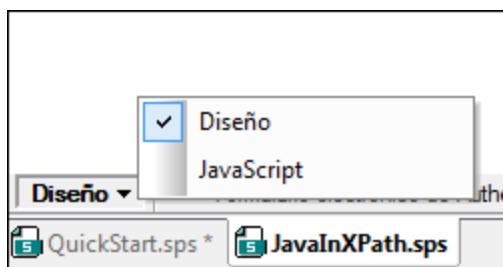 Diseño
JavaScript
Diseño
QuickStart.sps *
JavaInXPath.sps